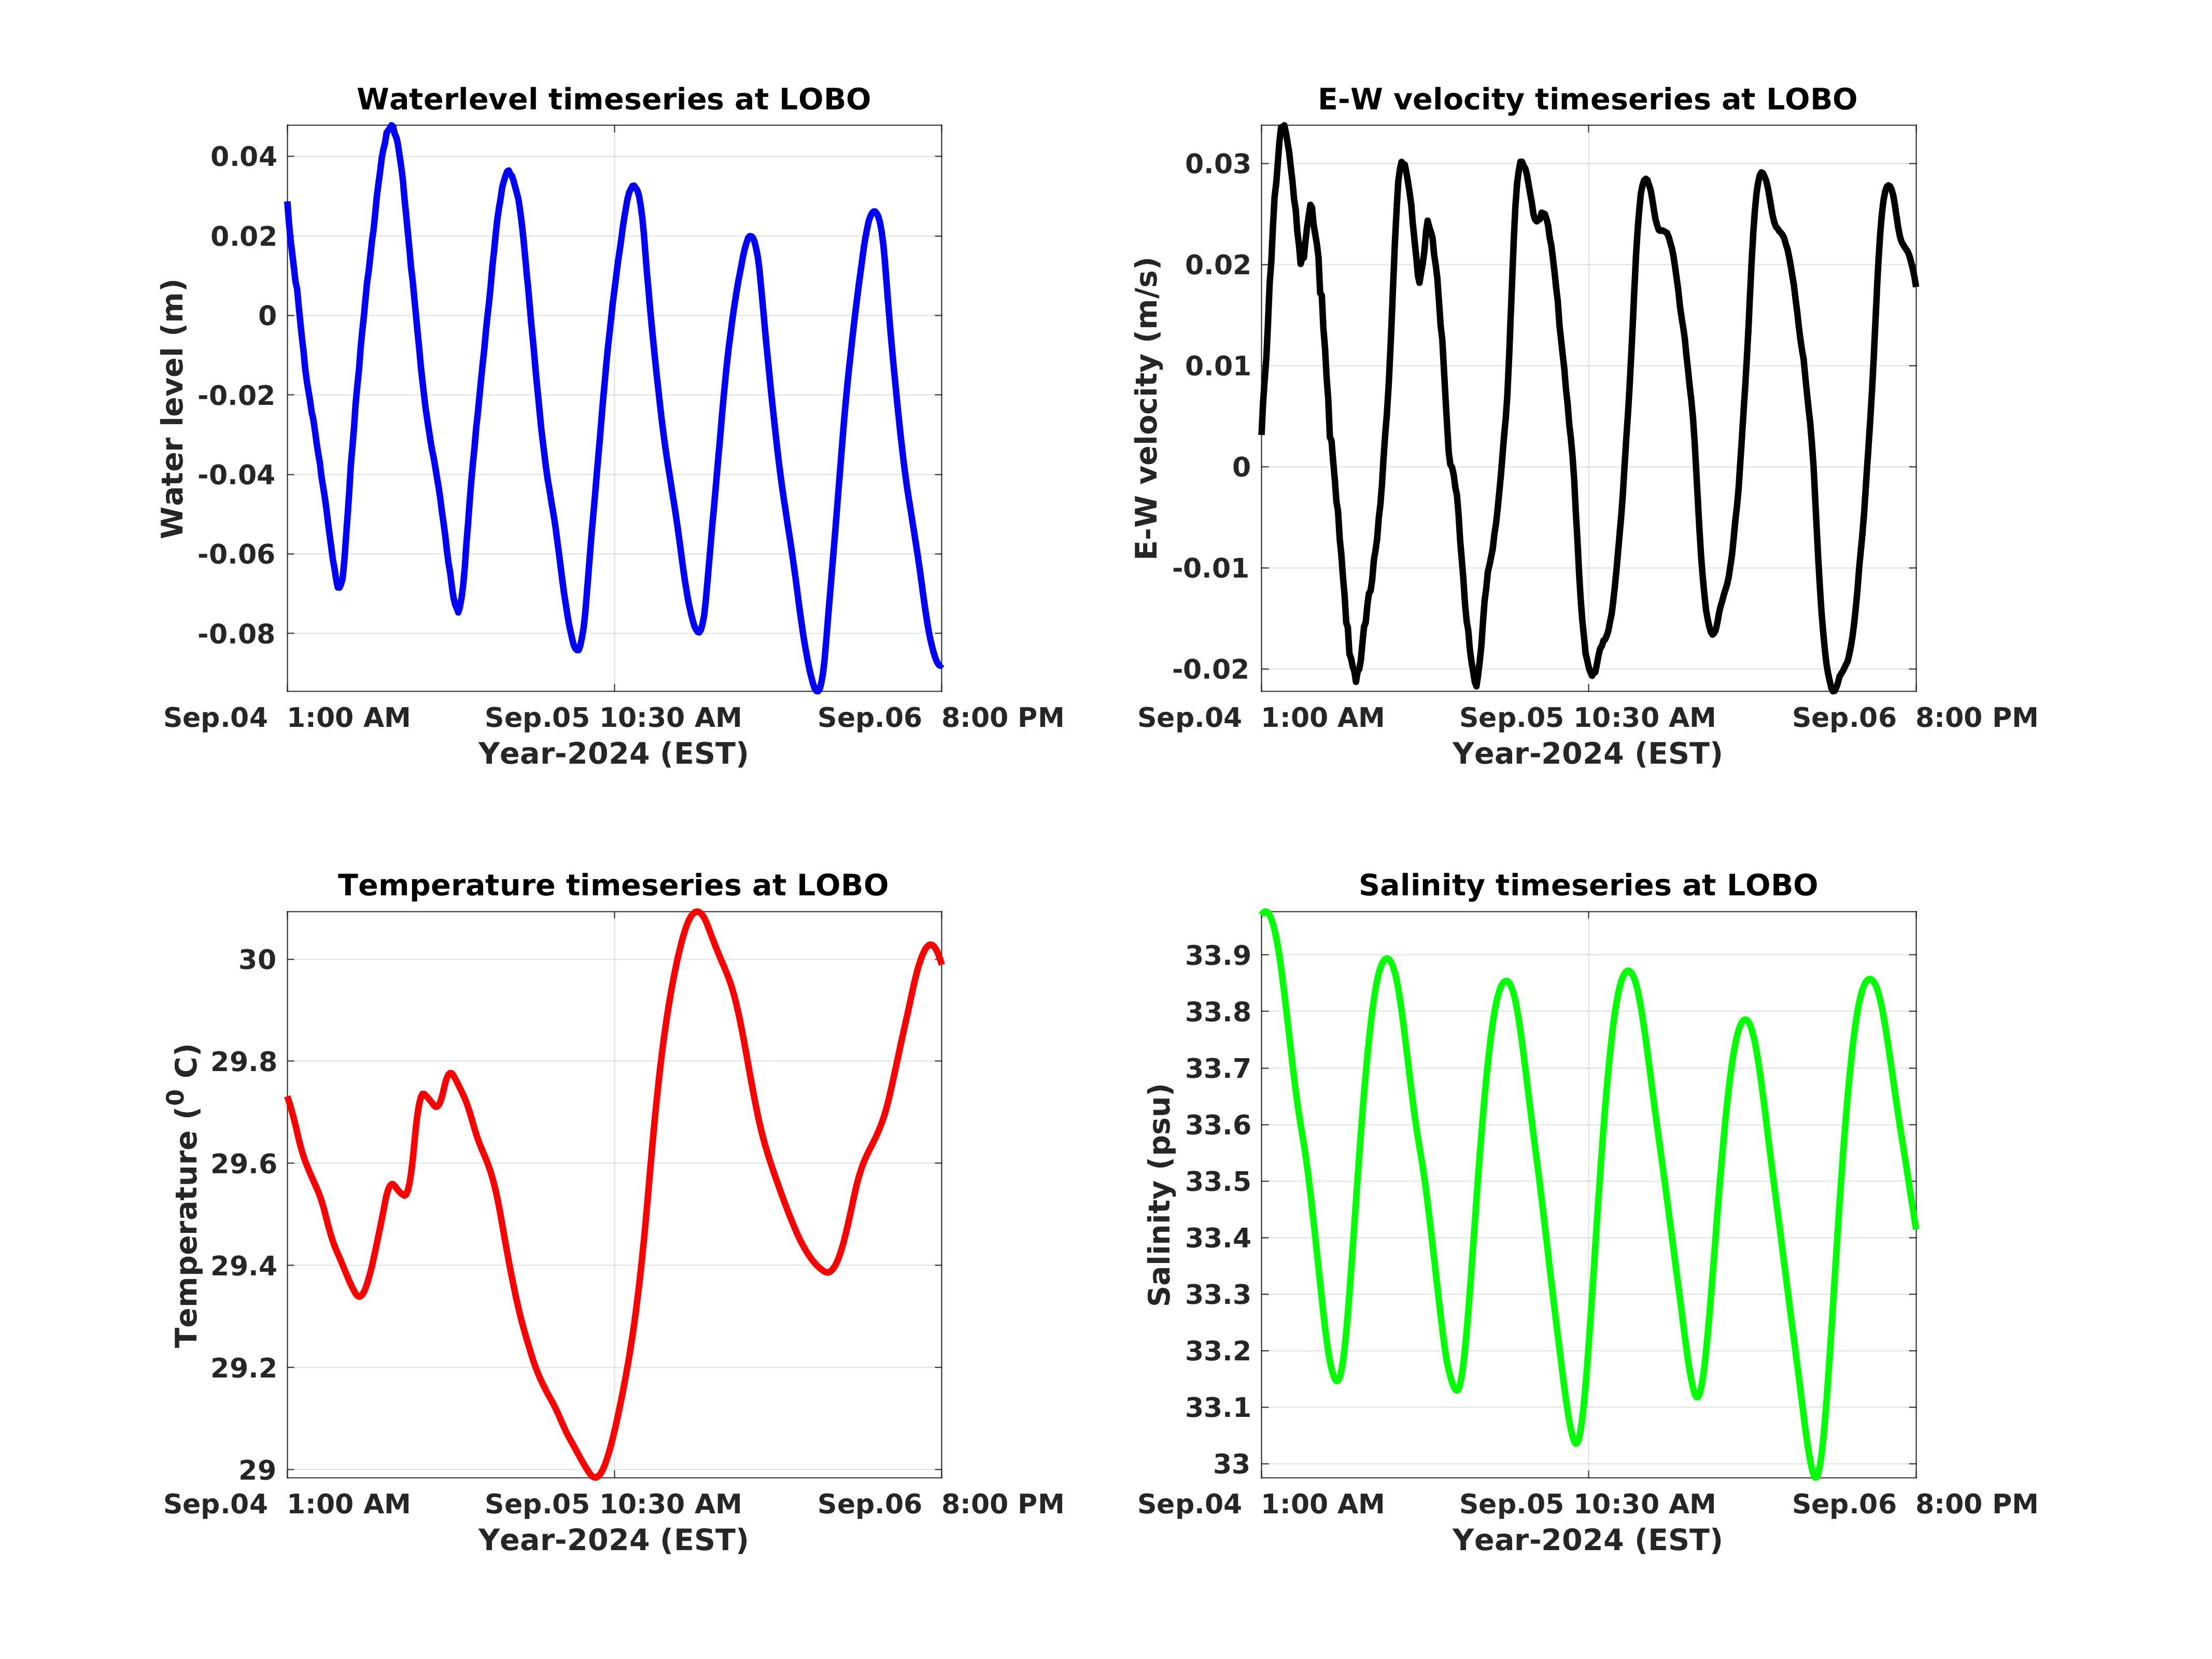 Waterlevel timeseries at LOBO
0.04
0.02
0
-0.02
-0.04
-0.06
-0.08
Water level (m)
Sep.04 1:00 AM Sep.05 10:30 AM Sep.06 8:00 PM
Year-2024 (EST)
E-W velocity timeseries at LOBO
0.03
0.02
0.01
0
-0.01
-0.02
E-W velocity (m/s)
Sep.04 1:00 AM Sep.05 10:30 AM Sep.06 8:00 PM
Year-2024 (EST)
Temperature timeseries at LOBO
30
29.8
29.6
29.4
29.2
29
Temperature (⁰ C)
Sep.04 1:00 AM Sep.05 10:30 AM Sep.06 8:00 PM
Year-2024 (EST)
Salinity timeseries at LOBO
33.9
33.8
33.7
33.6
33.5
33.4
33.3
33.2
33.1
33
Salinity (psu)
Sep.04 1:00 AM Sep.05 10:30 AM Sep.06 8:00 PM
Year-2024 (EST)